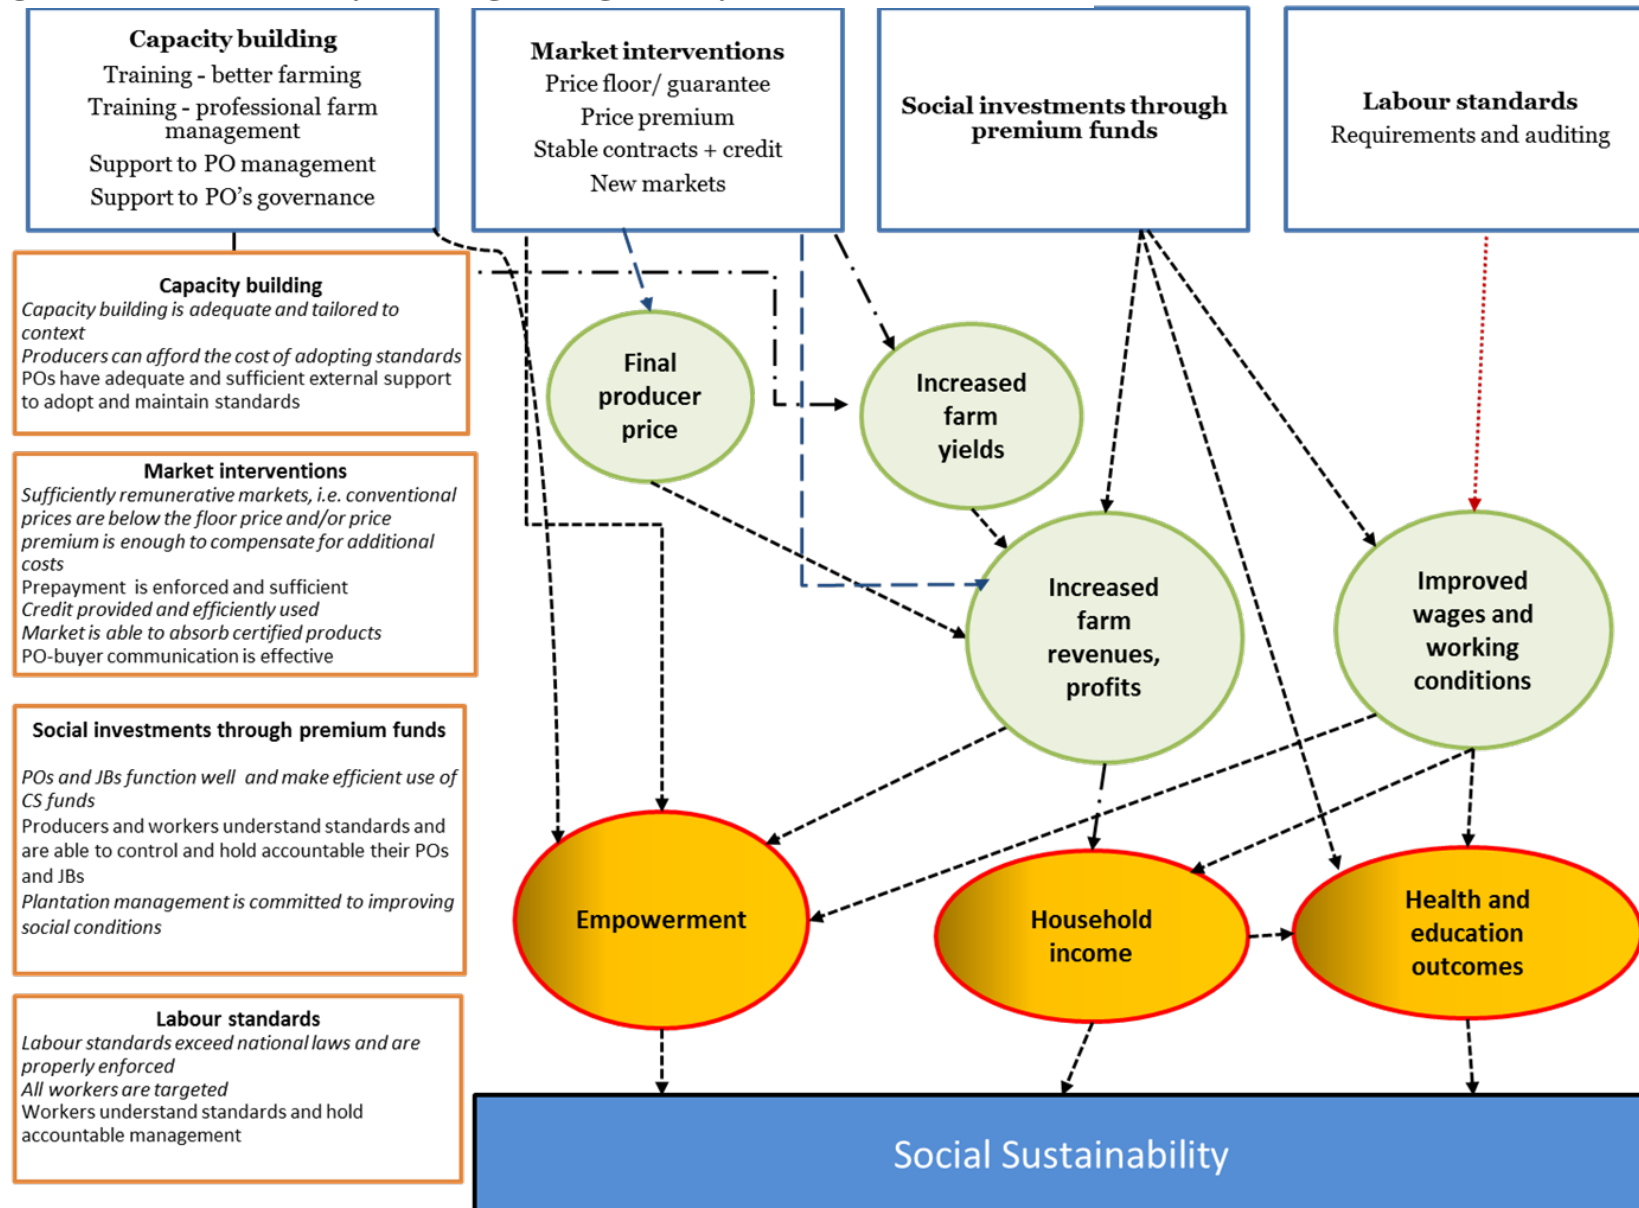 Capacity building
Training - better farming
Training - professional farm
management
Support to PO management
Support to PO's governance
Market interventions
Price floor/ guarantee
Price premium
Stable contracts + credit
New markets
Social investments through
premium funds
Labour standards
Requirements and auditing
Capacity building
Capacity building is adequate and tailored to
context
Producers can afford the cost of adopting standards
POs have adequate and sufficient external support
to adopt and maintain standards
Market interventions
Sufficiently remunerative markets, i.e. conventional
prices are below the floor price and/or price
premium is enough to compensate for additional
costs
Prepayment is enforced and sufficient
Credit provided and efficiently used
Market is able to absorb certified products
PO-buyer communication is effective
Social investments through premium funds
POs and JBs function well and make efficient use of
CS funds
Producers and workers understand standards and
are able to control and hold accountable their POs
and JBs
Plantation management is committed to improving
social conditions
Labour standards
Labour standards exceed national laws and are
properly enforced
All workers are targeted
Workers understand standards and hold
accountable management
Final
producer
price
Increased
farm
yields
Increased
farm
revenues,
profits
Improved
wages and
working
conditions
Empowerment
Household
income
Health and
education
outcomes
Social Sustainability